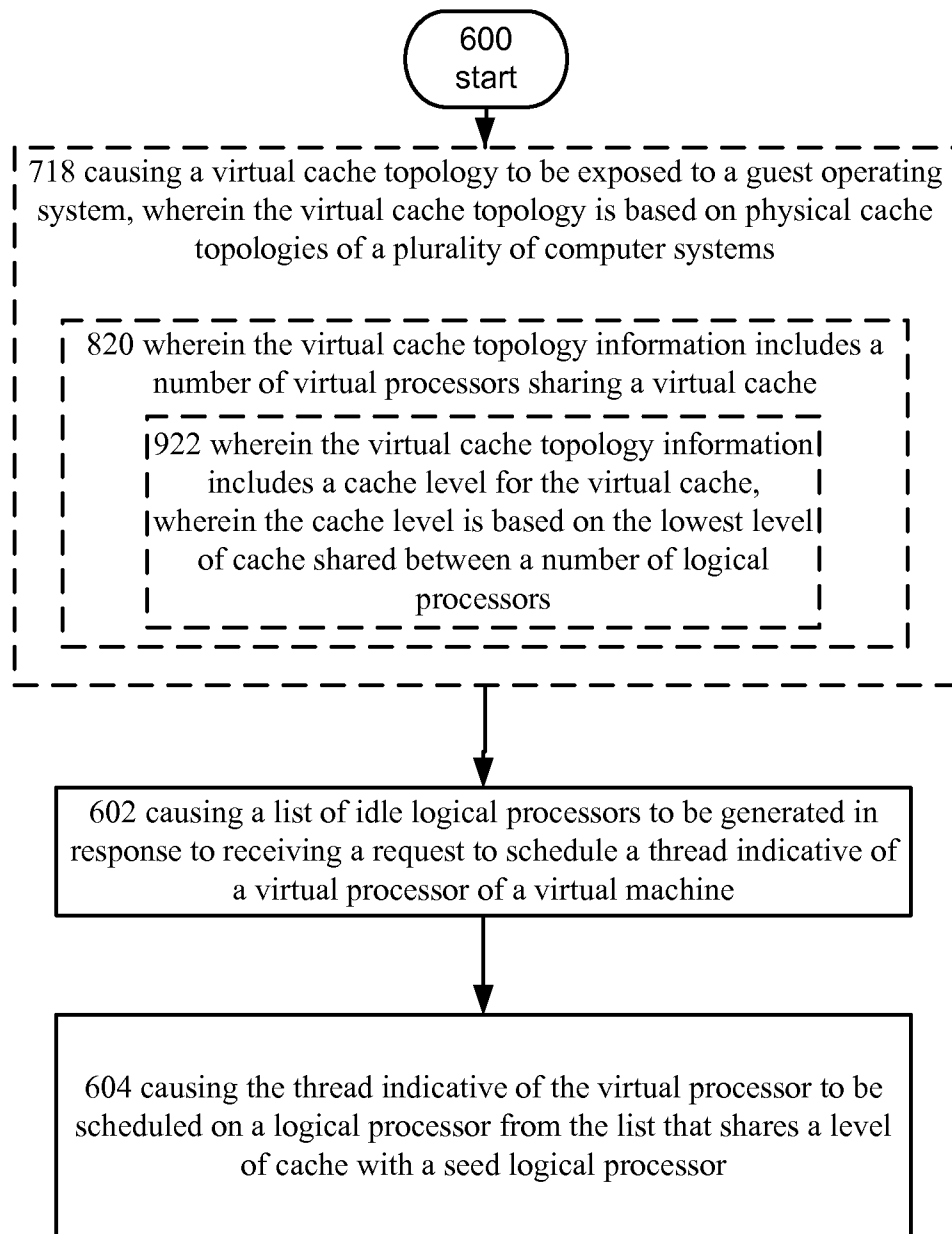 600
start
718 causing a virtual cache topology to be exposed to a guest operating
system, wherein the virtual cache topology is based on physical cache
topologies of a plurality of computer systems
820 wherein the virtual cache topology information includes a
number of virtual processors sharing a virtual cache
922 wherein the virtual cache topology information
includes a cache level for the virtual cache,
wherein the cache level is based on the lowest level
of cache shared between a number of logical
processors
602 causing a list of idle logical processors to be generated in
response to receiving a request to schedule a thread indicative of
a virtual processor of a virtual machine
604 causing the thread indicative of the virtual processor to be
scheduled on a logical processor from the list that shares a level
of cache with a seed logical processor